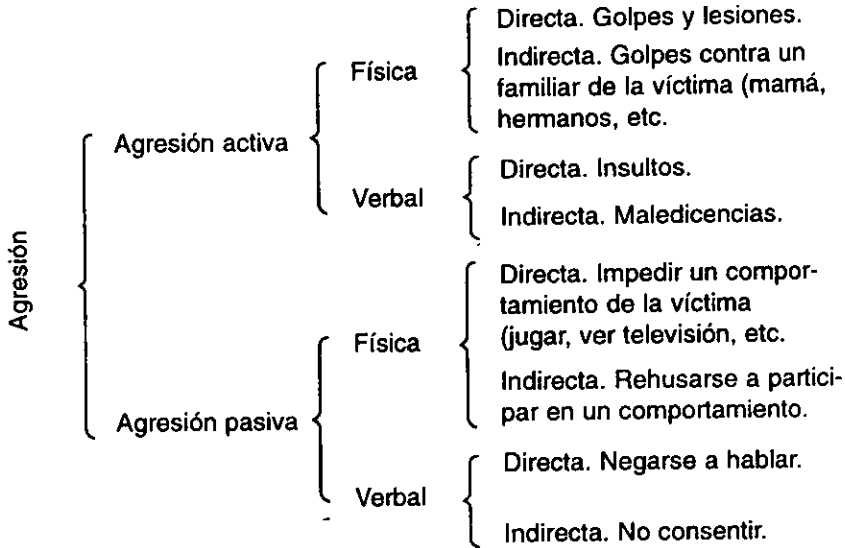 Agresión
Agresión activa
Física
Directa. Golpes y lesiones.
Indirecta. Golpes contra un
familiar de la víctima (mamá,
hermanos, etc.
Verbal
Directa. Insultos.
Indirecta. Maledicencias.
Agresión pasiva
Física
Directa. Impedir un compor-
tamiento de la víctima
(jugar, ver televisión, etc.
Indirecta. Rehusarse a partici-
par en un comportamiento.
Verbal
Directa. Negarse a hablar.
Indirecta. No consentir.